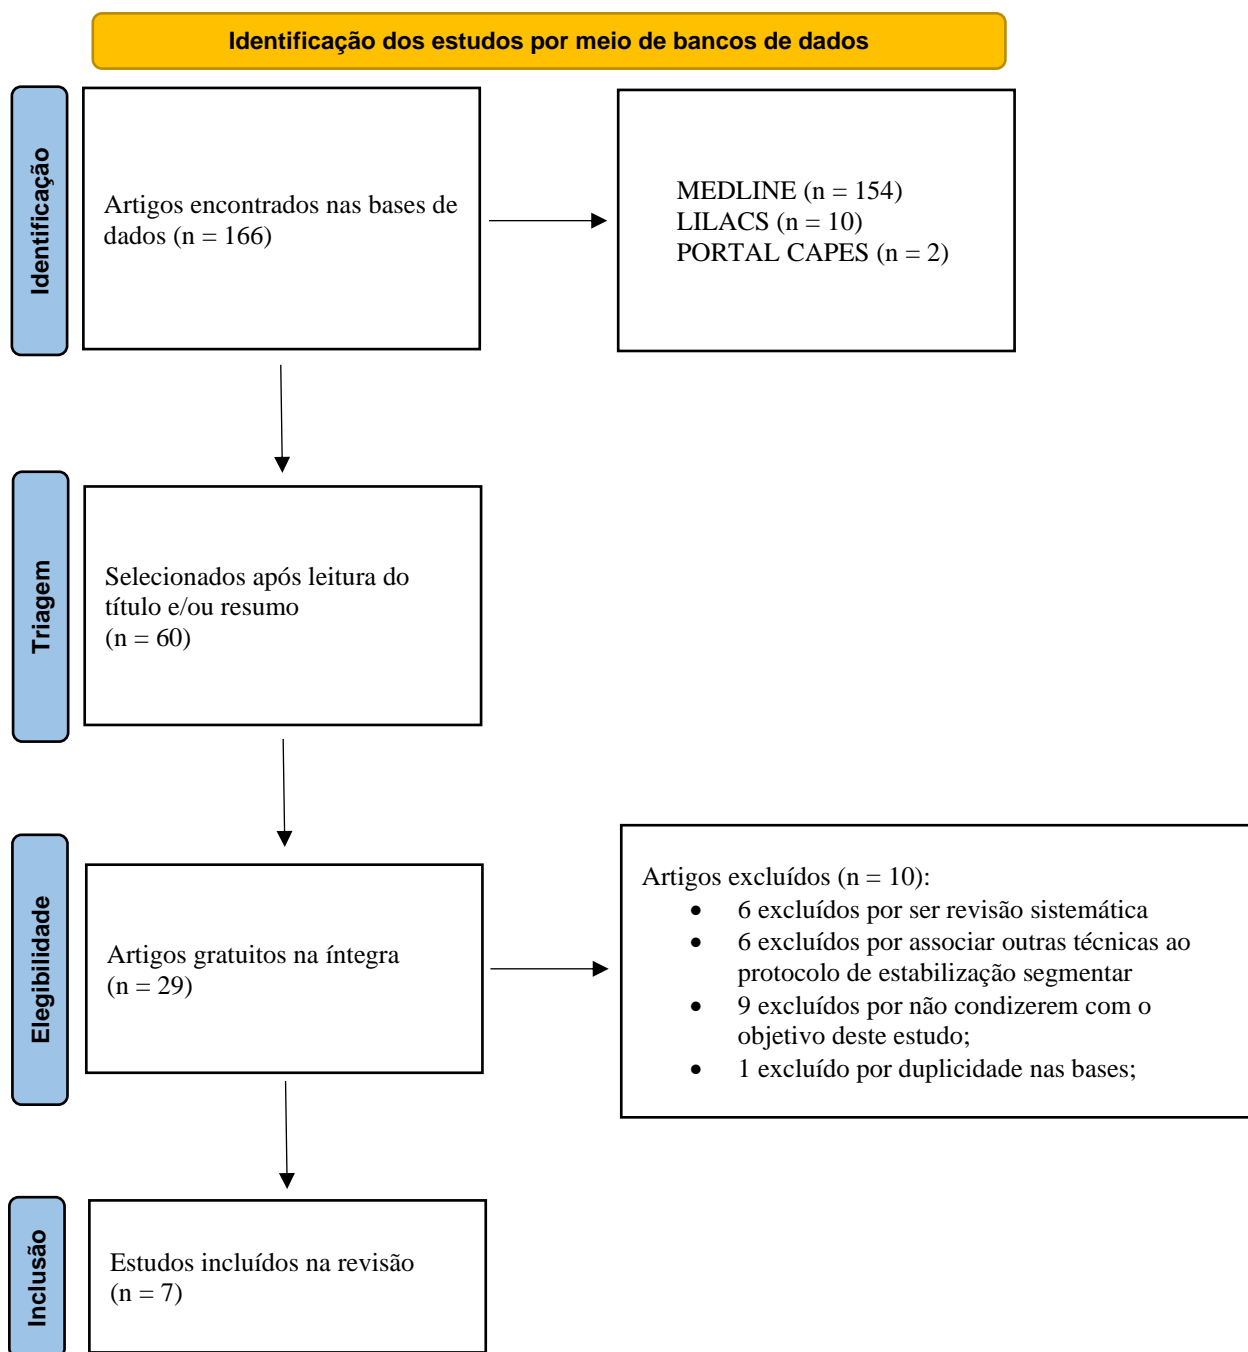 Identificação dos estudos por meio de bancos de dados
Identificação
Artigos encontrados nas bases de
dados (n = 166)
MEDLINE (n = 154)
LILACS (n = 10)
PORTAL CAPES (n = 2)
Triagem
Selecionados após leitura do
título e/ou resumo
(n = 60)
Elegibilidade
Artigos gratuitos na íntegra
(n = 29)
Artigos excluídos (n = 10):
• 6 excluídos por ser revisão sistemática
• 6 excluídos por associar outras técnicas ao
protocolo de estabilização segmentar
• 9 excluídos por não condizerem com o
objetivo deste estudo;
• 1 excluído por duplicidade nas bases;
Inclusão
Estudos incluídos na revisão
(n = 7)